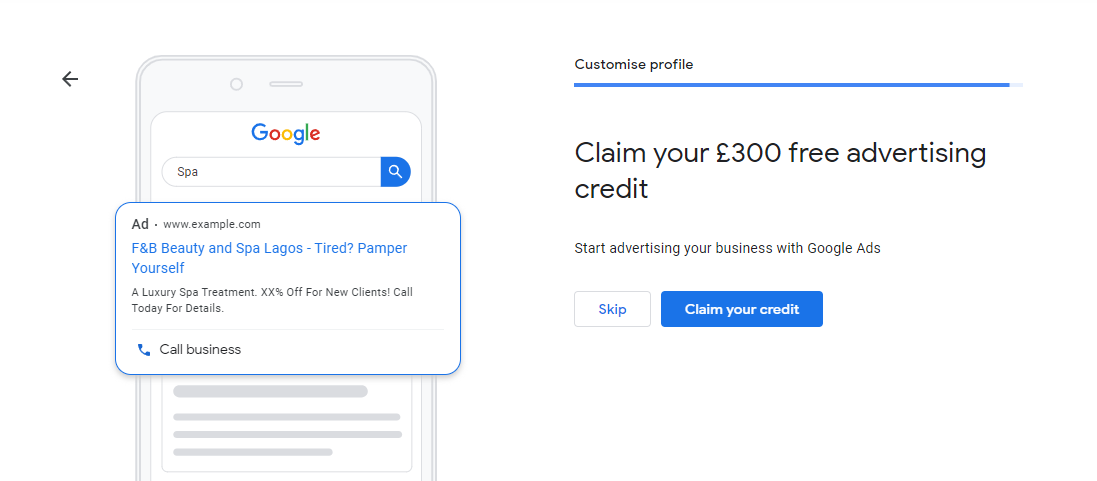 Customise profile
Google
Spa
Claim your £300 free advertising
credit
Ad · www.example.com
F&B Beauty and Spa Lagos - Tired? Pamper
Yourself
A Luxury Spa Treatment. XX% Off For New Clients! Call
Today For Details.
Call business
Start advertising your business with Google Ads
Skip
Claim your credit